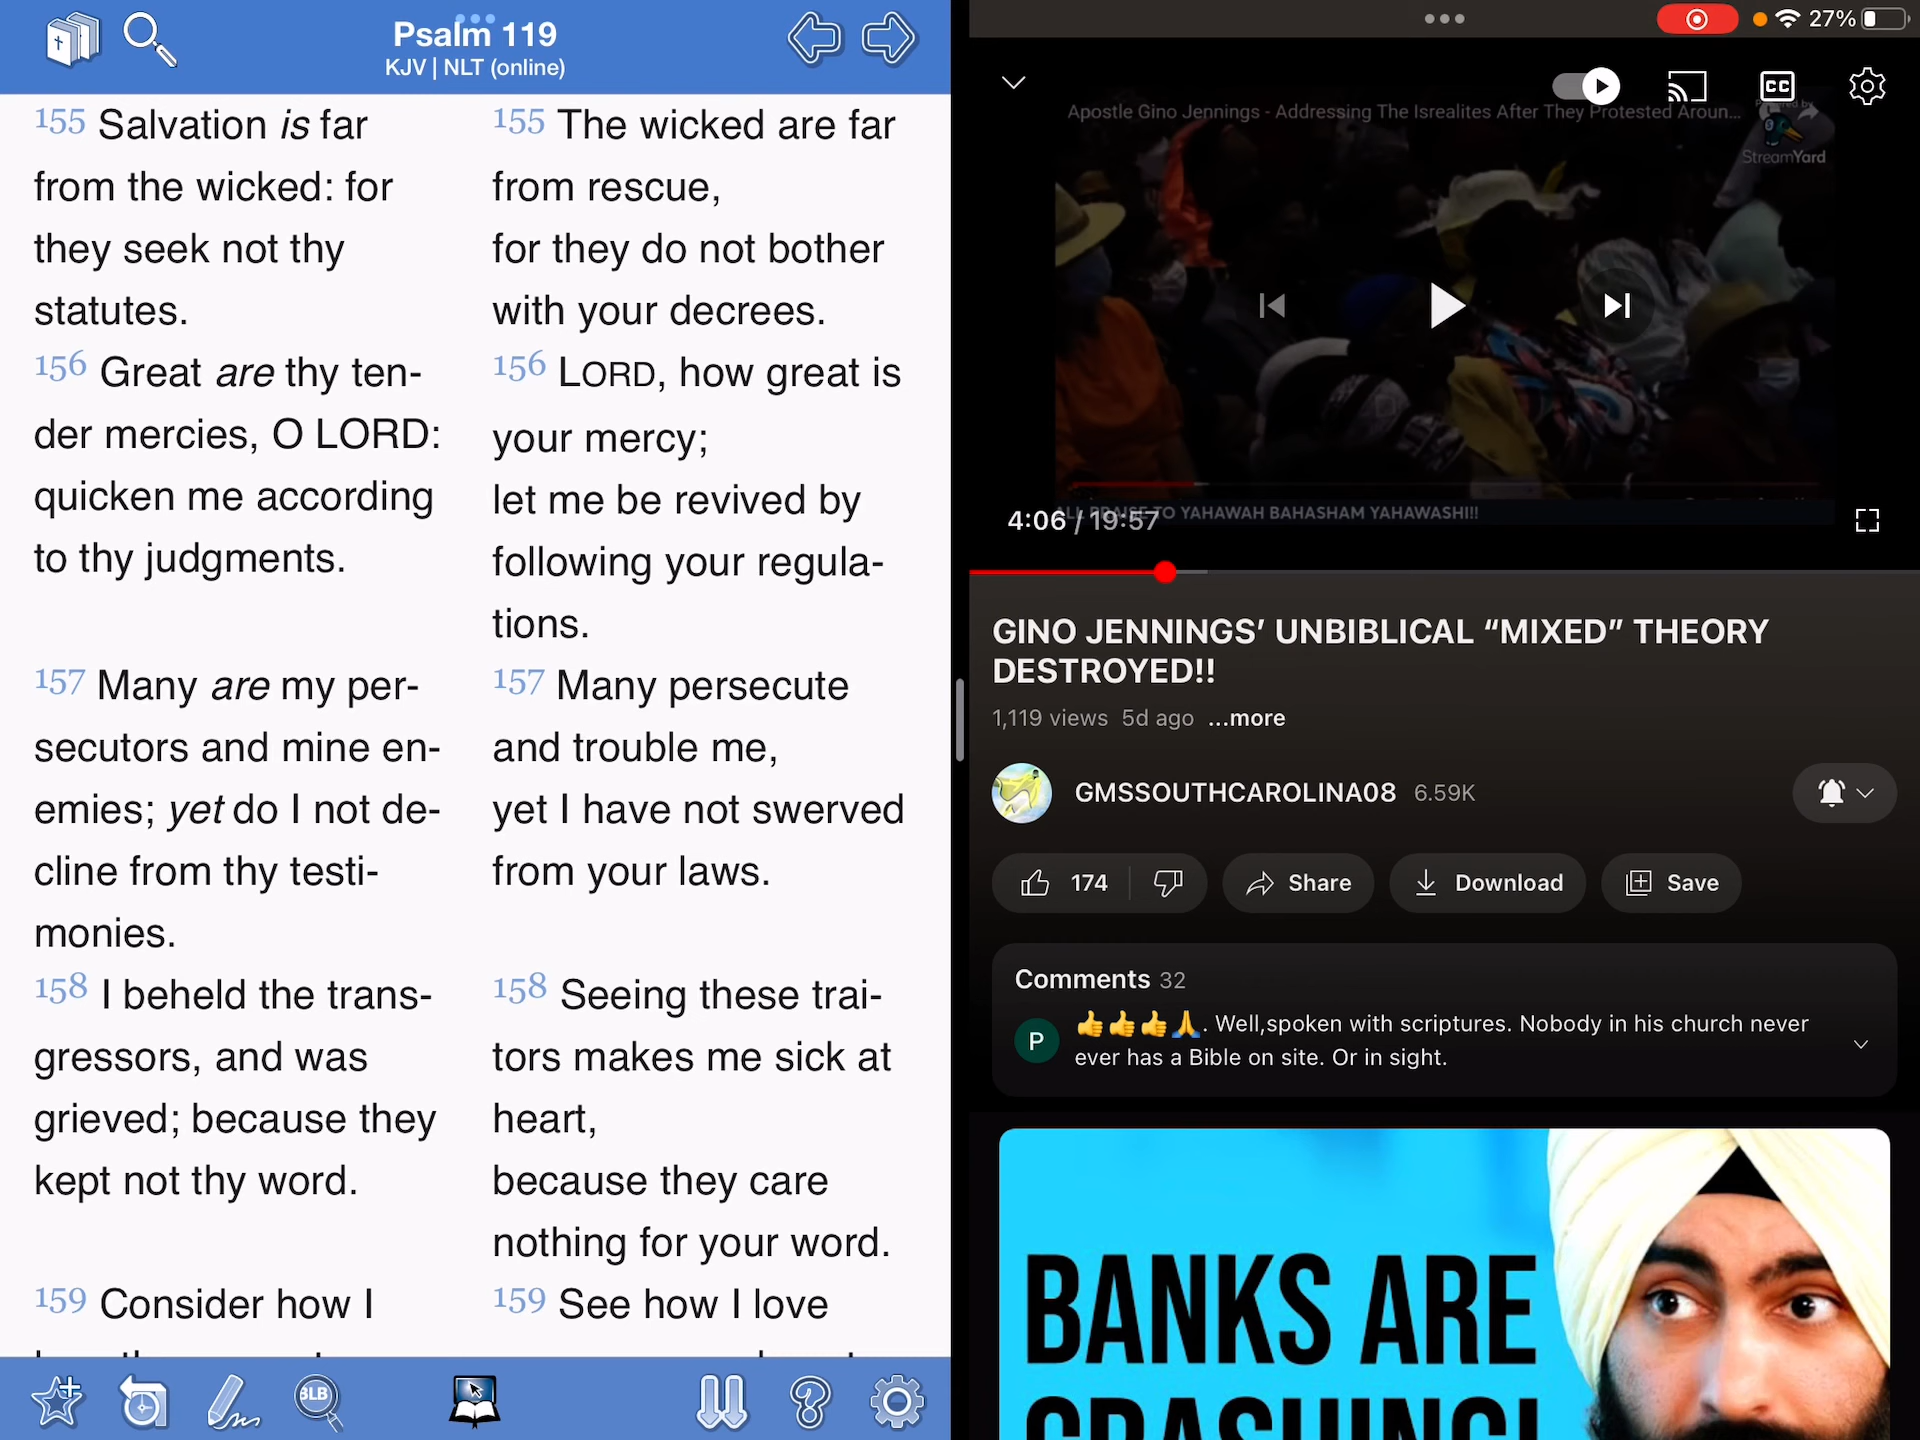 Psalm 119
KJV | NLT (online)
155 Salvation is far
from the wicked: for
they seek not thy
statutes.
156 Great are thy ten-
der mercies, O LORD:
quicken me according
to thy judgments.
157 Many are my per-
secutors and mine en-
emies; yet do I not de-
cline from thy testi-
monies.
158 I beheld the trans-
gressors, and was
grieved; because they
kept not thy word.
159 Consider how I
155 The wicked are far
from rescue,
for they do not bother
with your decrees.
156 LORD, how great is
your mercy;
let me be revived by
following your regula-
tions.
157 Many persecute
and trouble me,
yet I have not swerved
from your laws.
158 Seeing these trai-
tors makes me sick at
heart,
because they care
nothing for your word.
159 See how I love
BLB
27%
CC
Apostle Gino Jennings - Addressing The Isrealites After They Protested Aroun...
StreamYard
4:06 / 19:57
ALL PRAISE TO YAHAWAH BAHASHAM YAHAWASHI!!
GINO JENNINGS’ UNBIBLICAL “MIXED” THEORY
DESTROYED!!
1,119 views 5d ago ...more
GMSSOUTHCAROLINA08 6.59K
174
Share
Download
Save
Comments 32
P
👍👍👍🙏. Well,spoken with scriptures. Nobody in his church never
ever has a Bible on site. Or in sight.
BANKS ARE
CRASHING!